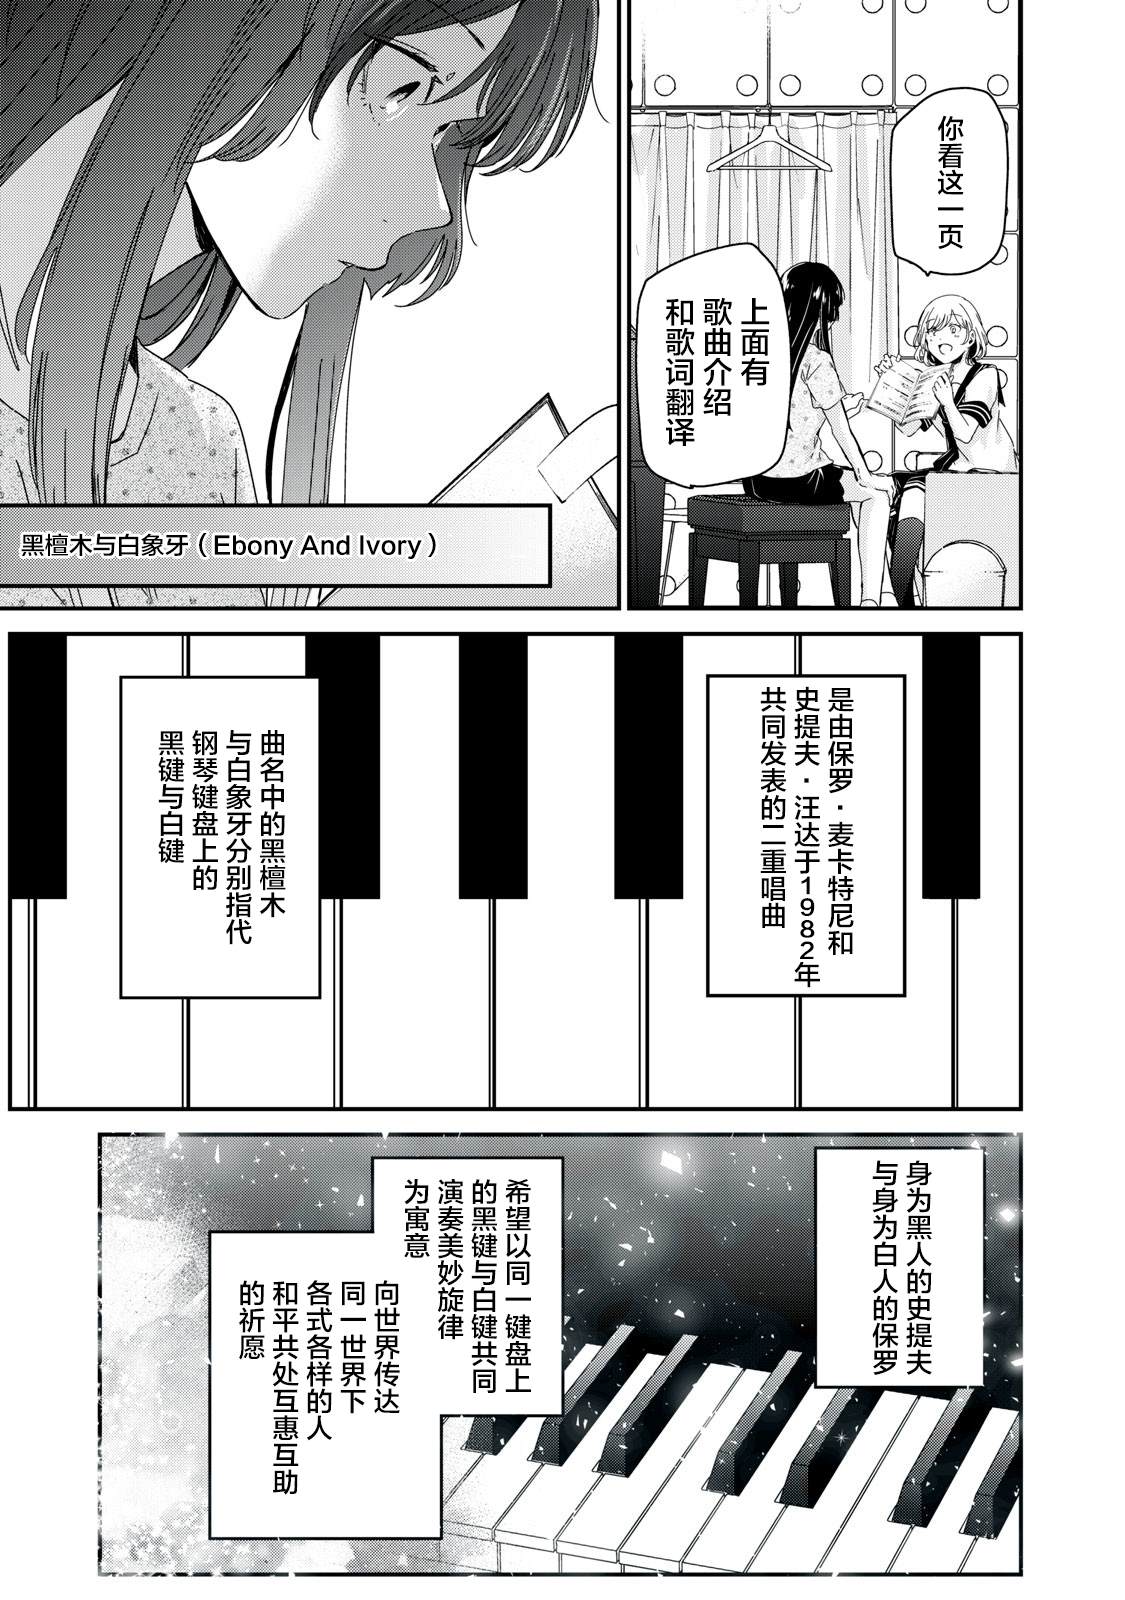 你看这一页
上面有
歌曲介绍
和歌词翻译
黑檀木与白象牙（Ebony And Ivory）
是由保罗·麦卡特尼和
史提夫·汪达于1982年
共同发表的二重唱曲
曲名中的黑檀木
与白象牙分别指代
钢琴键盘上的
黑键与白键
身为黑人的史提夫
与身为白人的保罗
希望以同一键盘上
的黑键与白键共同
演奏美妙旋律
为寓意
向世界传达
同一世界下
各式各样的人
和平共处互惠互助
的祈愿